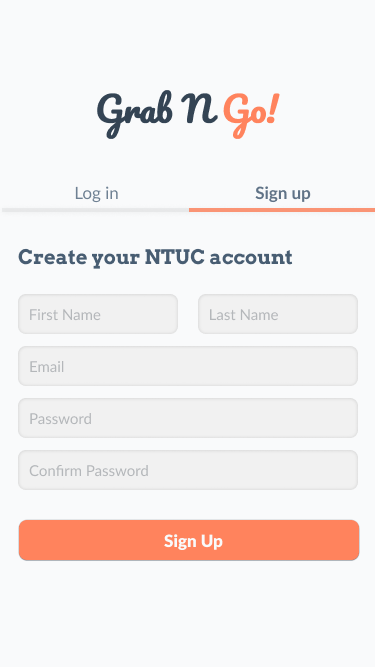 Grab N Go!
Log in
Sign up
Create your NTUC account
First Name
Last Name
Email
Password
Confirm Password
Sign Up